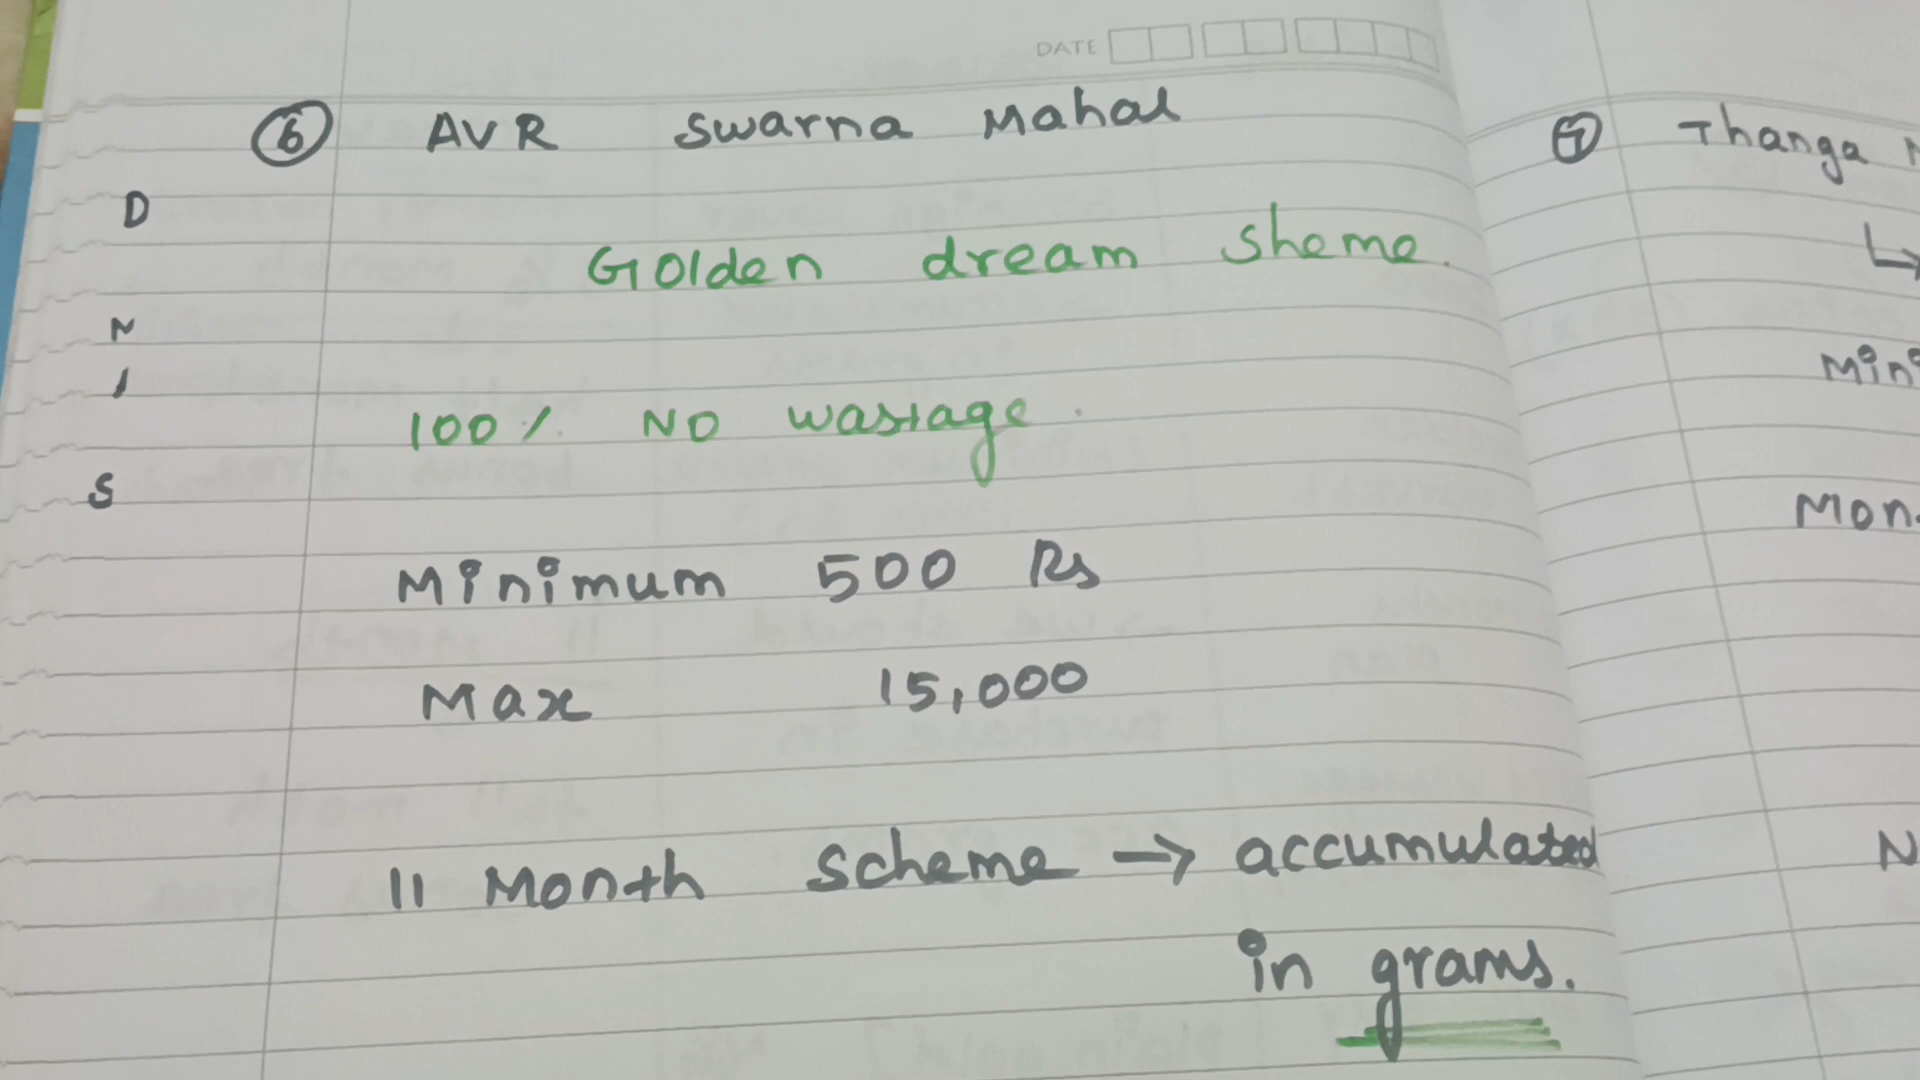 DATE
6 AVR Swarna Mahal
D
Golden dream Sheme.
N
I
100% NO wastage.
S
Minimum 500 Rs
Max 15,000
11 Month Scheme → accumulated
in grams.
7 Thanga
↳
Mini
Mon
N